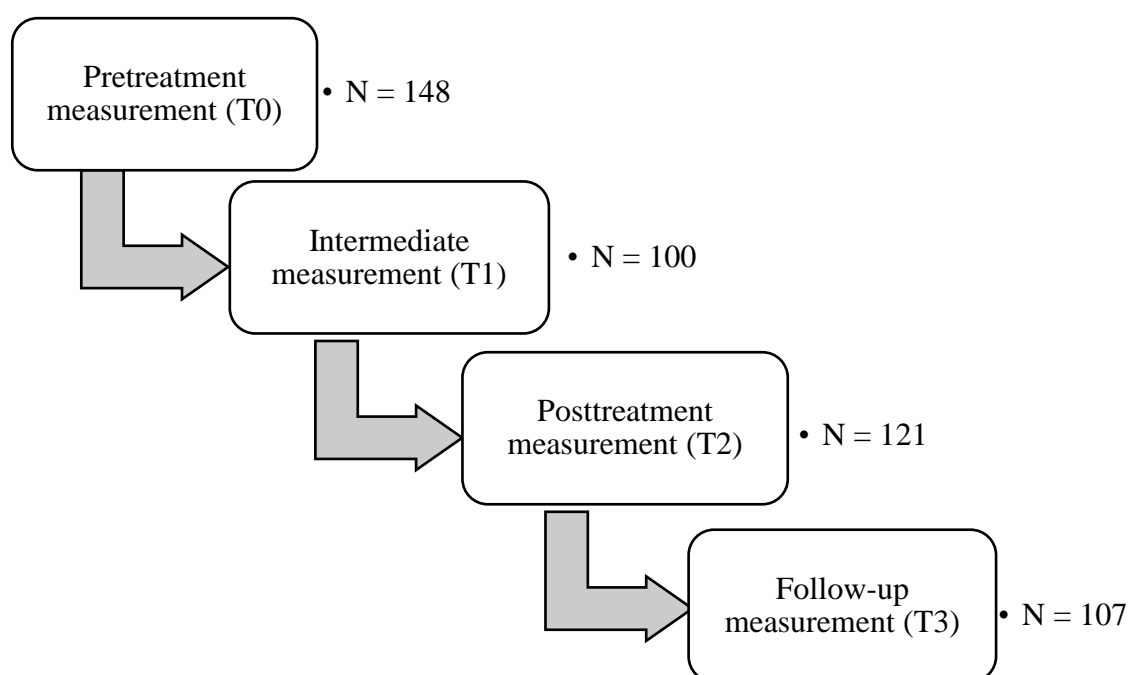 Pretreatment
measurement (T0)
• N = 148
Intermediate
measurement (T1)
• N = 100
Posttreatment
measurement (T2)
• N = 121
Follow-up
measurement (T3)
• N = 107